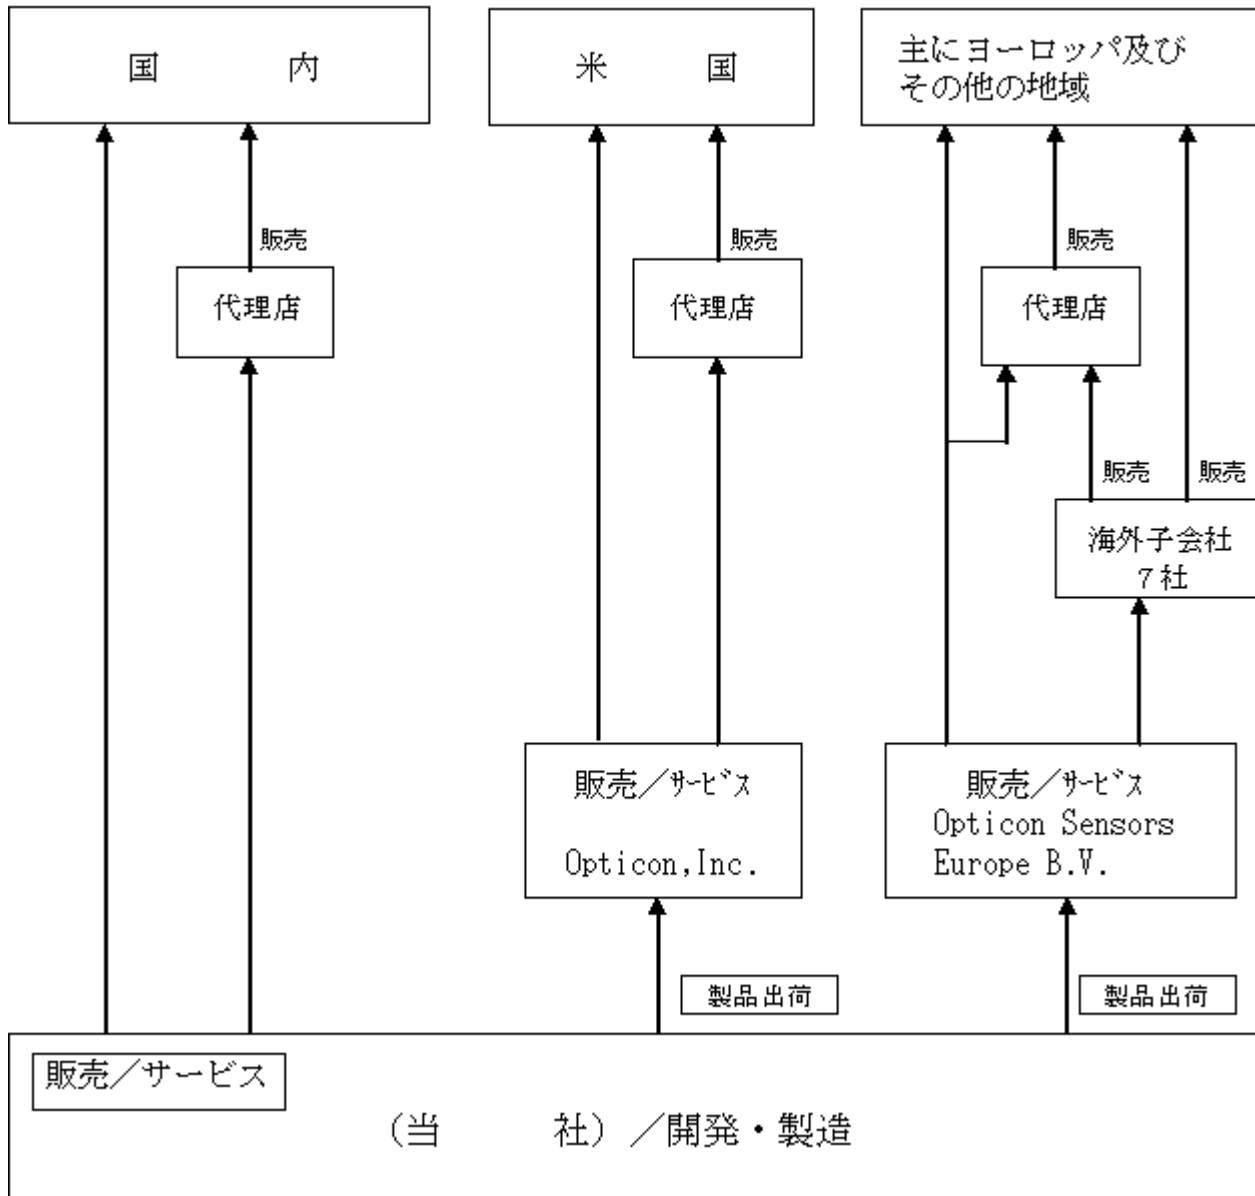 国 内
米 国
主にヨーロッパ及び
その他の地域
販売
販売
販売
代理店
代理店
代理店
販売
販売
海外子会社
7社
販売/サービス
Opticon,Inc.
販売/サービス
Opticon Sensors
Europe B.V.
製品出荷
製品出荷
販売/サービス
(当 社)/開発・製造